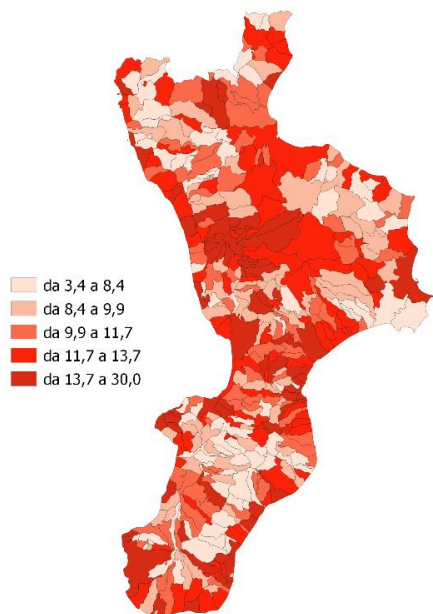 da 3,4 a 8,4
da 8,4 a 9,9
da 9,9 a 11,7
da 11,7 a 13,7
da 13,7 a 30,0